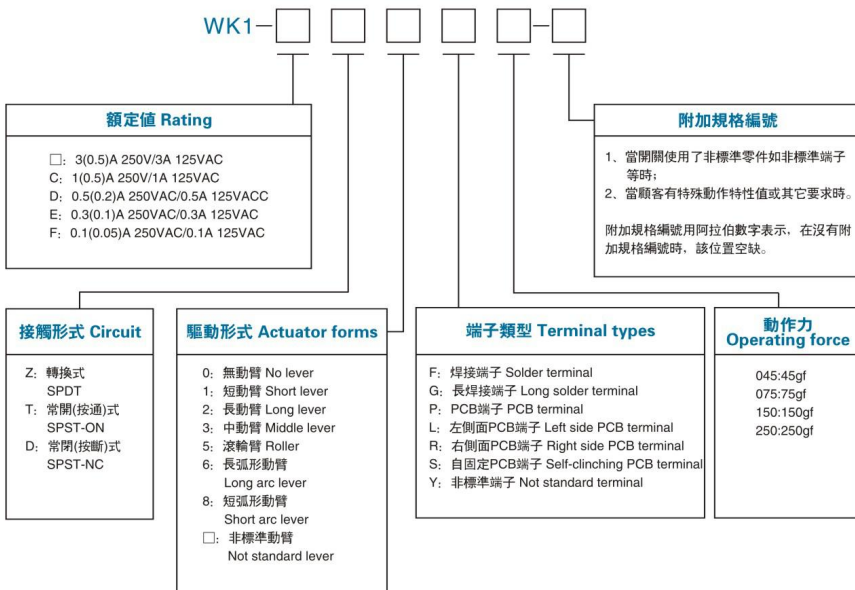 WK1-□□□□□-□
額定值 Rating
□：3(0.5)A 250V/3A 125VAC
C：1(0.5)A 250V/1A 125VAC
D：0.5(0.2)A 250VAC/0.5A 125VACC
E：0.3(0.1)A 250VAC/0.3A 125VAC
F：0.1(0.05)A 250VAC/0.1A 125VAC
附加規格編號
1、當開關使用了非標準零件如非標準端子
等時；
2、當顧客有特殊動作特性值或其它要求時。
附加規格編號用阿拉伯數字表示，在沒有附
加規格編號時，該位置空缺。
接觸形式 Circuit
Z：轉換式
SPDT
T：常開(按通)式
SPST-ON
D：常閉(按斷)式
SPST-NC
驅動形式 Actuator forms
0：無動臂 No lever
1：短動臂 Short lever
2：長動臂 Long lever
3：中動臂 Middle lever
5：滾輪臂 Roller
6：長弧形動臂
Long arc lever
8：短弧形動臂
Short arc lever
□：非標準動臂
Not standard lever
端子類型 Terminal types
F：焊接端子 Solder terminal
G：長焊接端子 Long solder terminal
P：PCB端子 PCB terminal
L：左側面PCB端子 Left side PCB terminal
R：右側面PCB端子 Right side PCB terminal
S：自固定PCB端子 Self-clinching PCB terminal
Y：非標準端子 Not standard terminal
動作力
Operating force
045:45gf
075:75gf
150:150gf
250:250gf